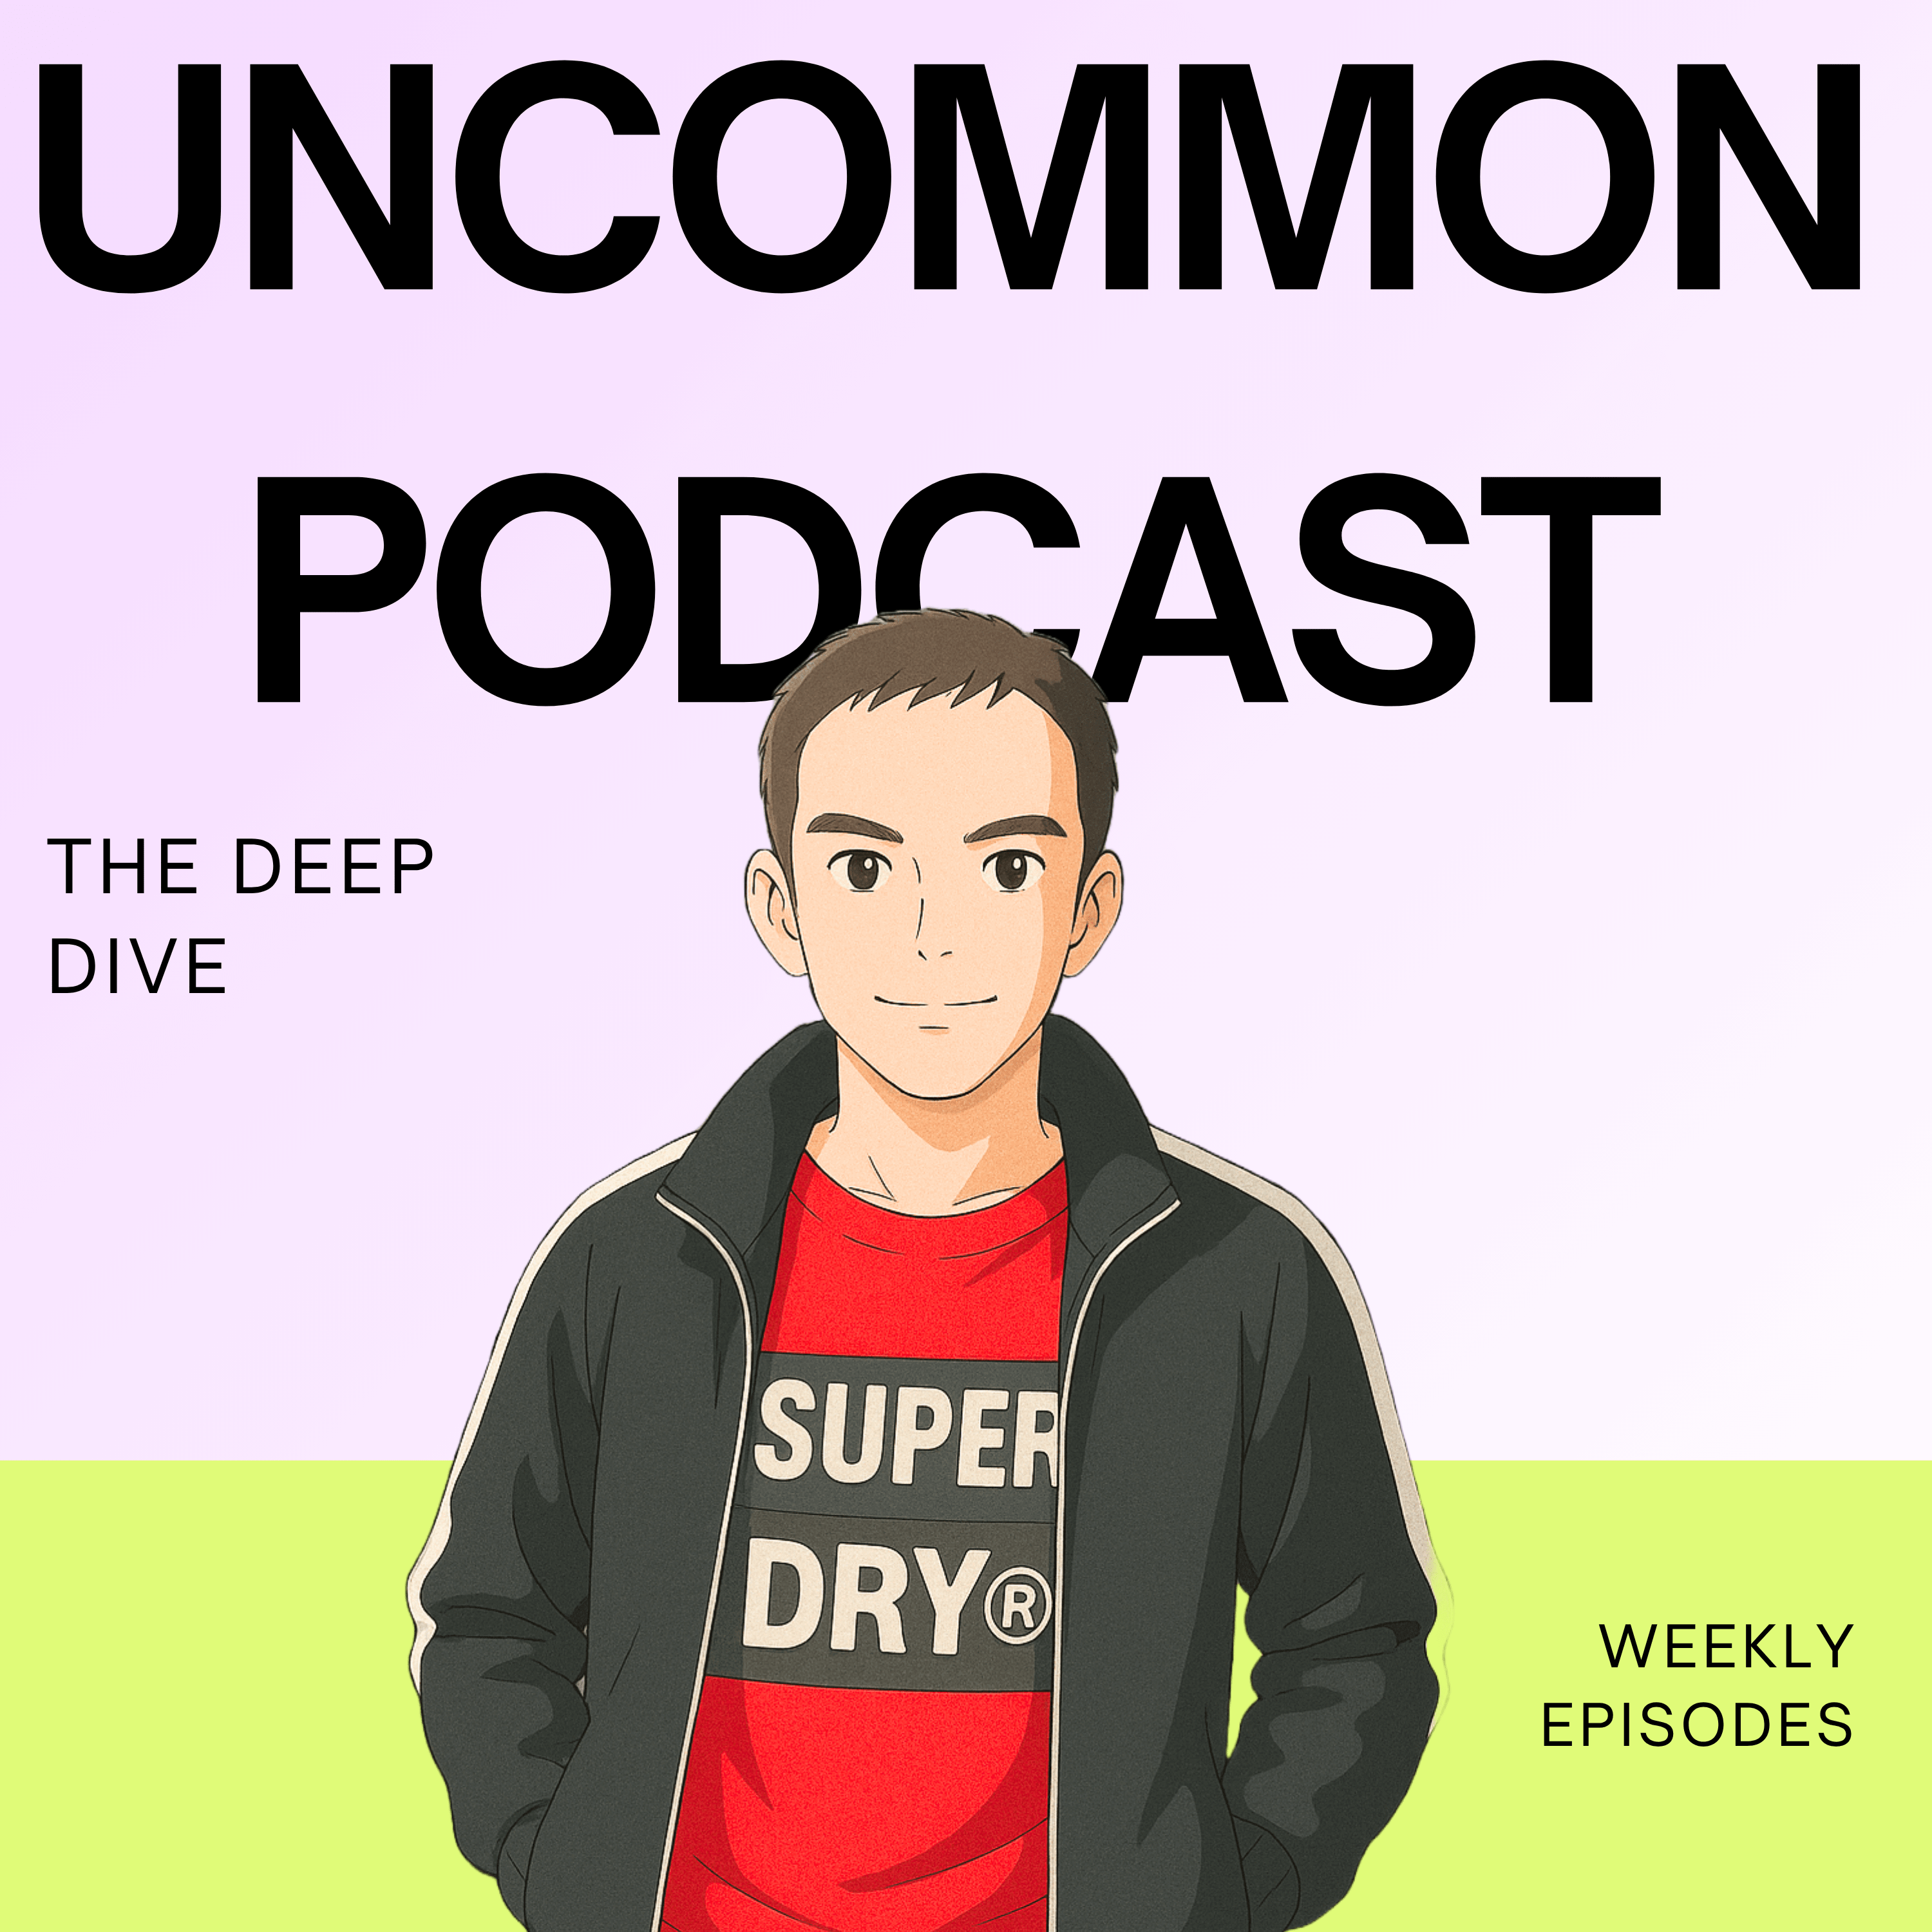 UNCOMMON
PODCAST
THE DEEP
DIVE
SUPER
DRY®
WEEKLY
EPISODES